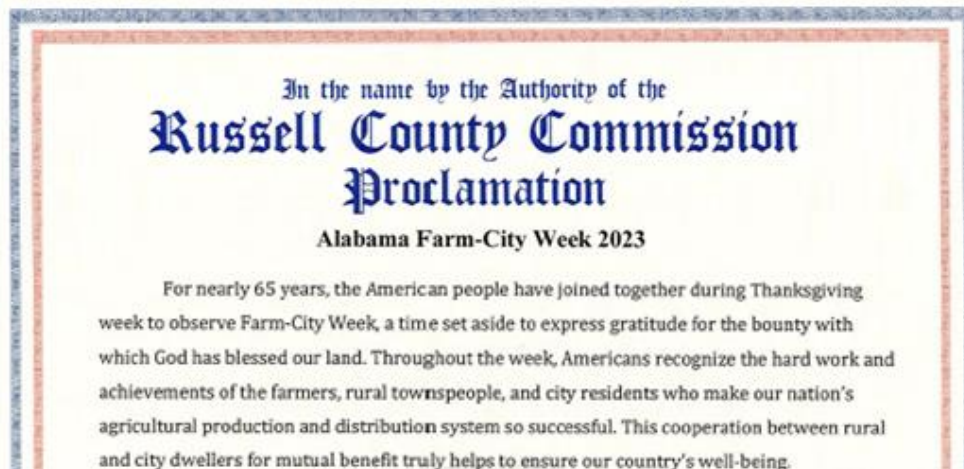 In the name by the Authority of the
Russell County Commission
Proclamation
Alabama Farm-City Week 2023
For nearly 65 years, the American people have joined together during Thanksgiving
week to observe Farm-City Week, a time set aside to express gratitude for the bounty with
which God has blessed our land. Throughout the week, Americans recognize the hard work and
achievements of the farmers, rural townspeople, and city residents who make our nation's
agricultural production and distribution system so successful. This cooperation between rural
and city dwellers for mutual benefit truly helps to ensure our country's well-being.